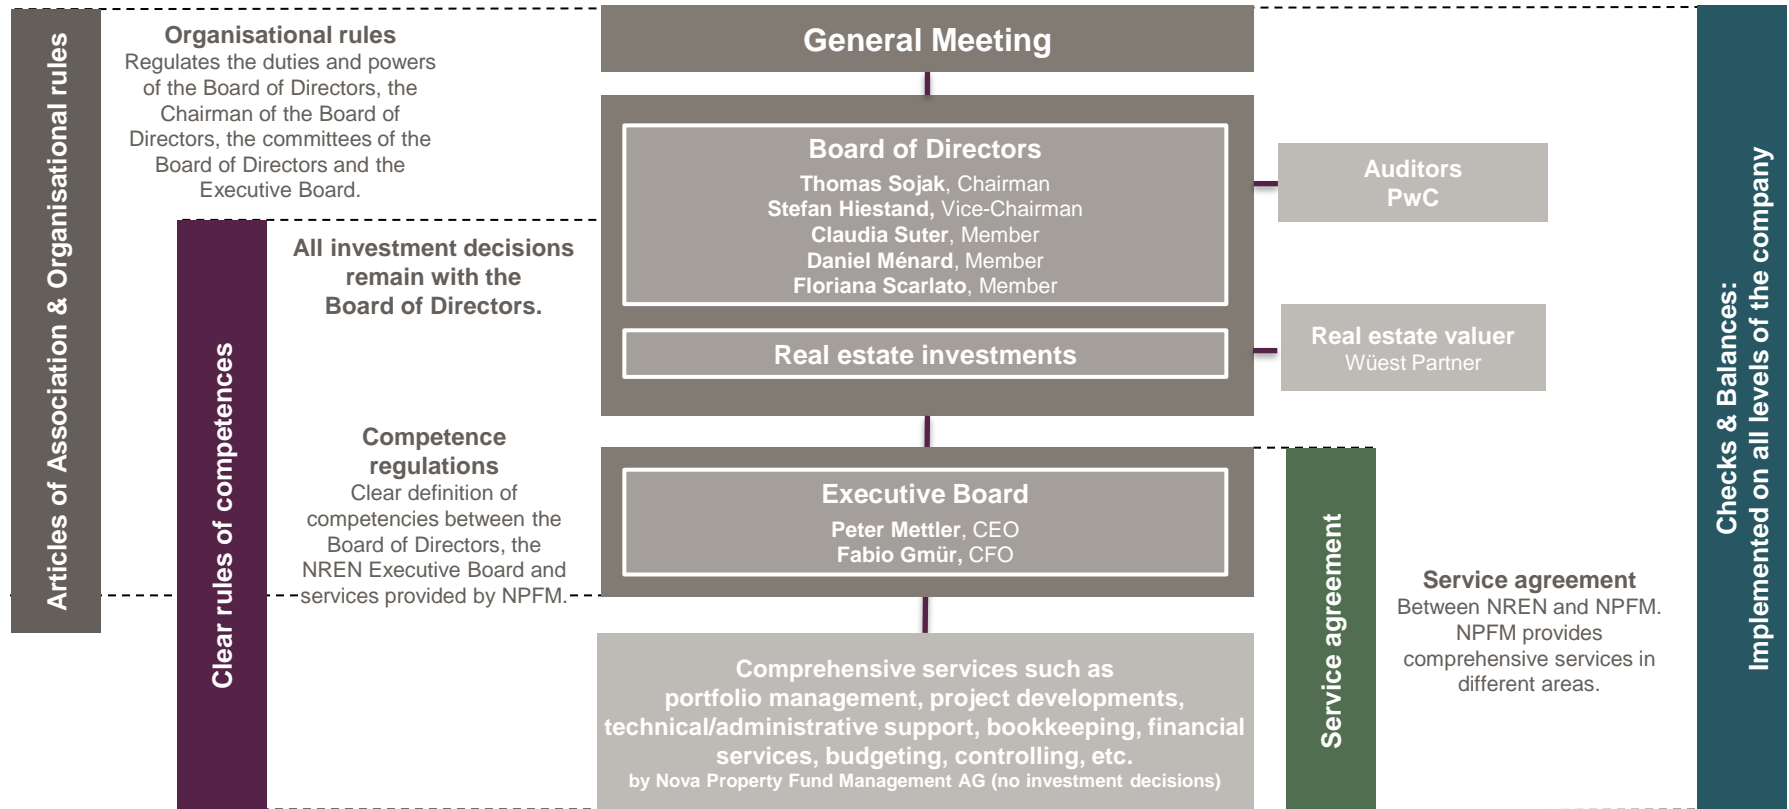 Articles of Association & Organisational rules
Organisational rules
Regulates the duties and powers
of the Board of Directors, the
Chairman of the Board of
Directors, the committees of the
Board of Directors and the
Executive Board.
Clear rules of competences
All investment decisions
remain with the
Board of Directors.
Competence
regulations
Clear definition of
competencies between the
Board of Directors, the
NREN Executive Board and
services provided by NPFM.
General Meeting
Board of Directors
Thomas Sojak, Chairman
Stefan Hiestand, Vice-Chairman
Claudia Suter, Member
Daniel Ménard, Member
Floriana Scarlato, Member
Real estate investments
Auditors
PwC
Real estate valuer
Wüest Partner
Executive Board
Peter Mettler, CEO
Fabio Gmür, CFO
Comprehensive services such as
portfolio management, project developments,
technical/administrative support, bookkeeping, financial
services, budgeting, controlling, etc.
by Nova Property Fund Management AG (no investment decisions)
Service agreement
Service agreement
Between NREN and NPFM.
NPFM provides
comprehensive services in
different areas.
Checks & Balances:
Implemented on all levels of the company